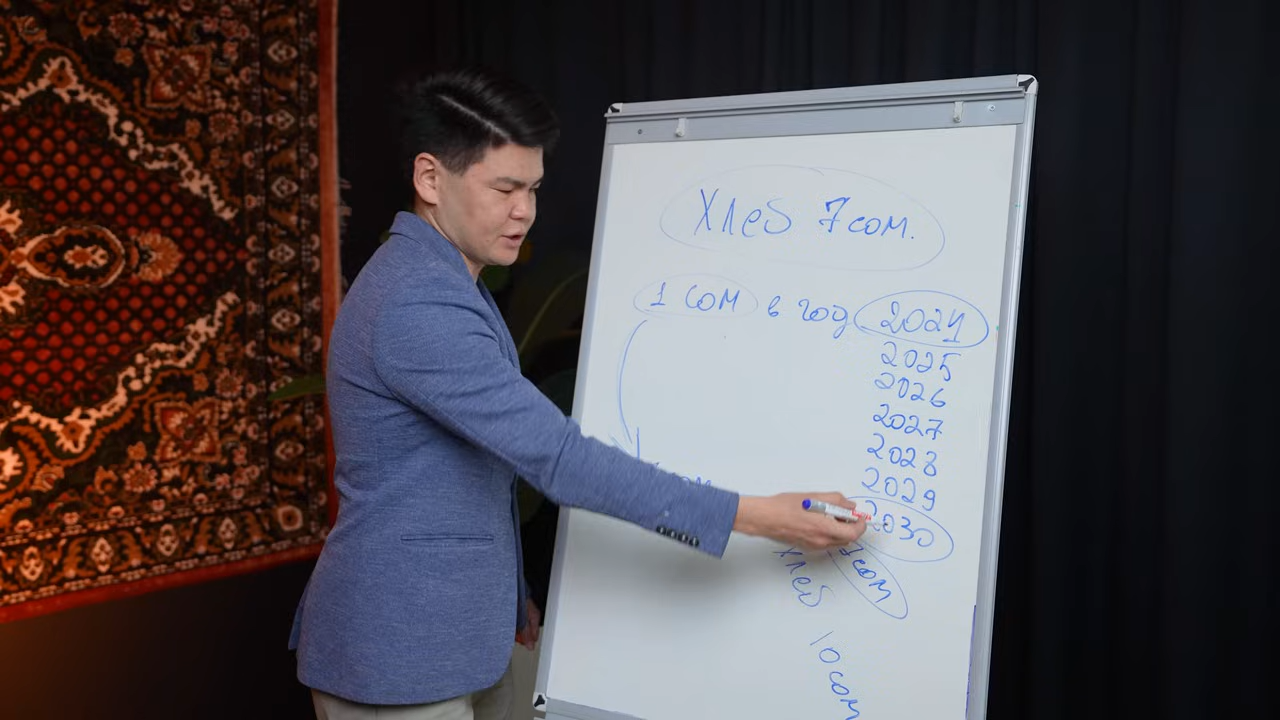 Хлеб 7 сом.
1 сом в год 2024
2025
2026
2027
2028
2029
2030
7 сом
Хлеб
10 сом